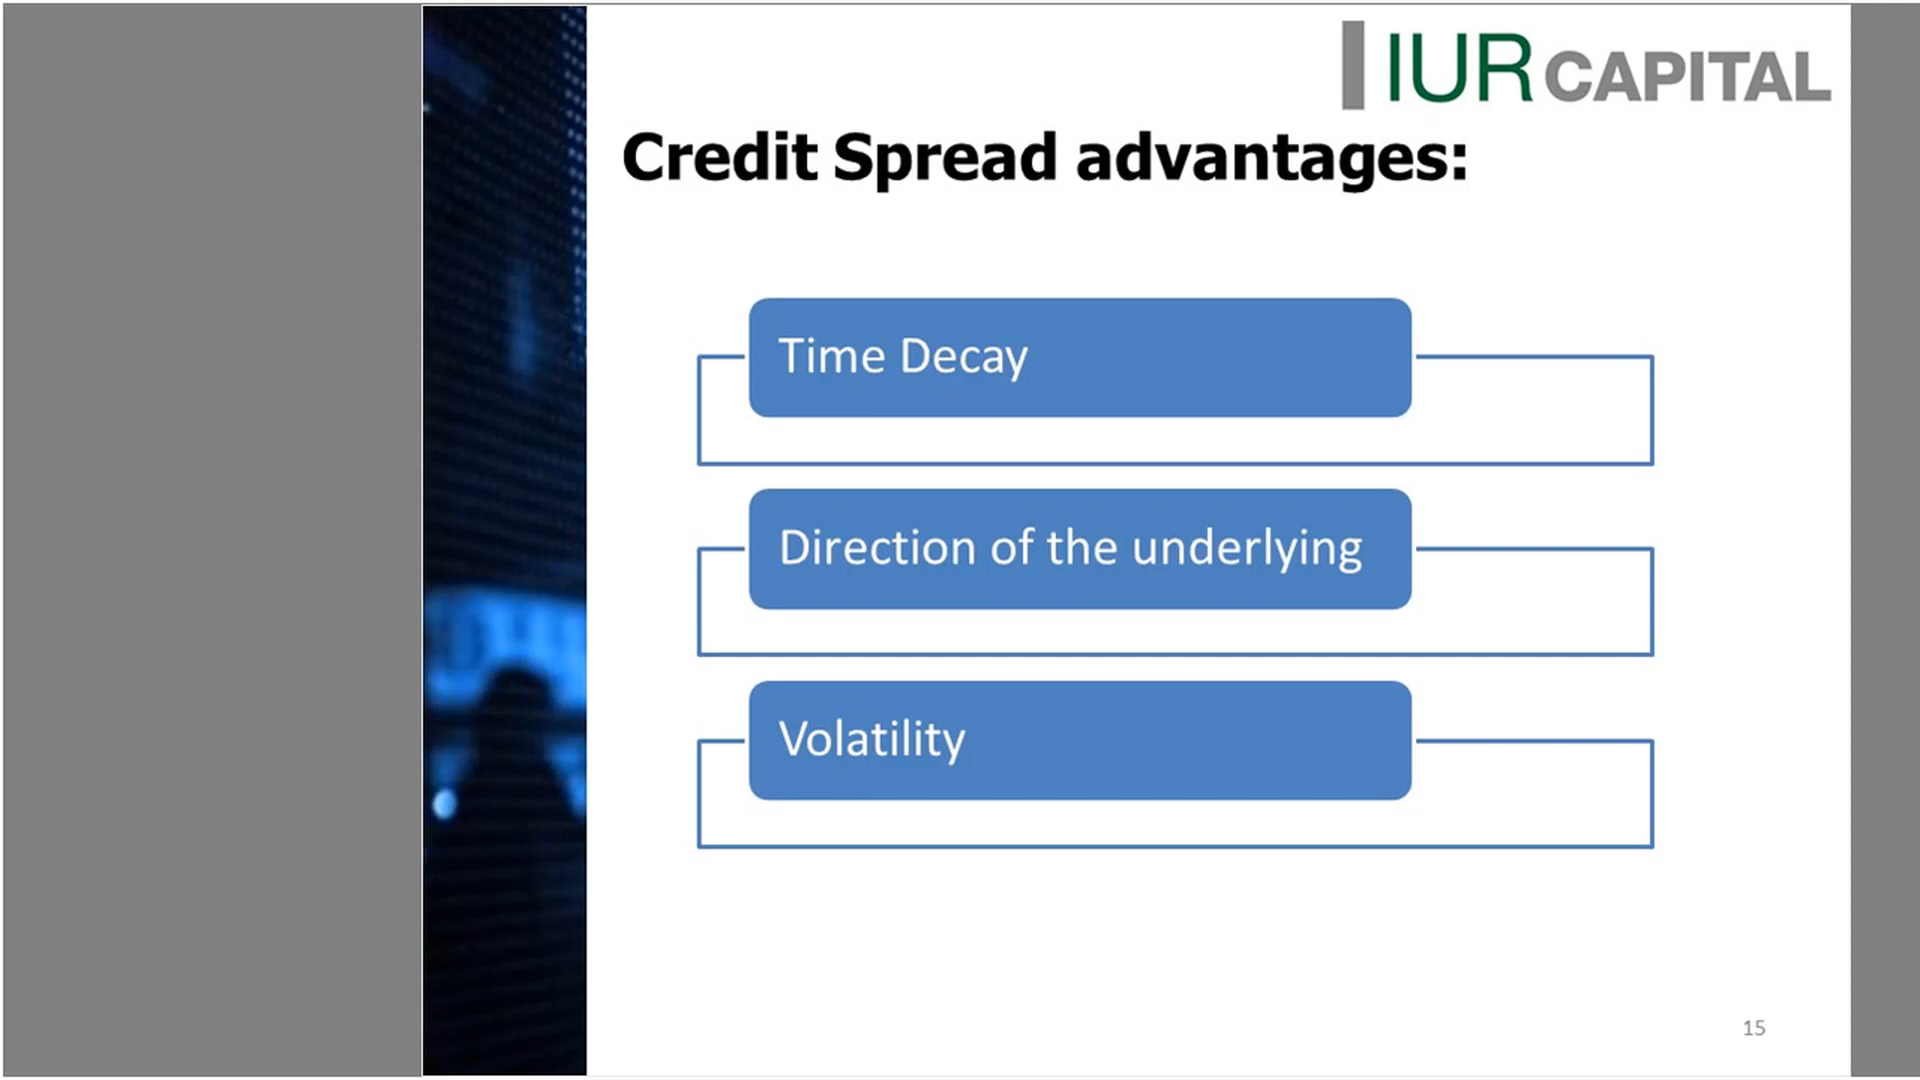 IUR CAPITAL
Credit Spread advantages:
Time Decay
Direction of the underlying
Volatility
15